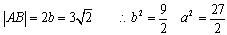 |AB| = 2b = 3√2  ∴ b² = 9/2  a² = 27/2